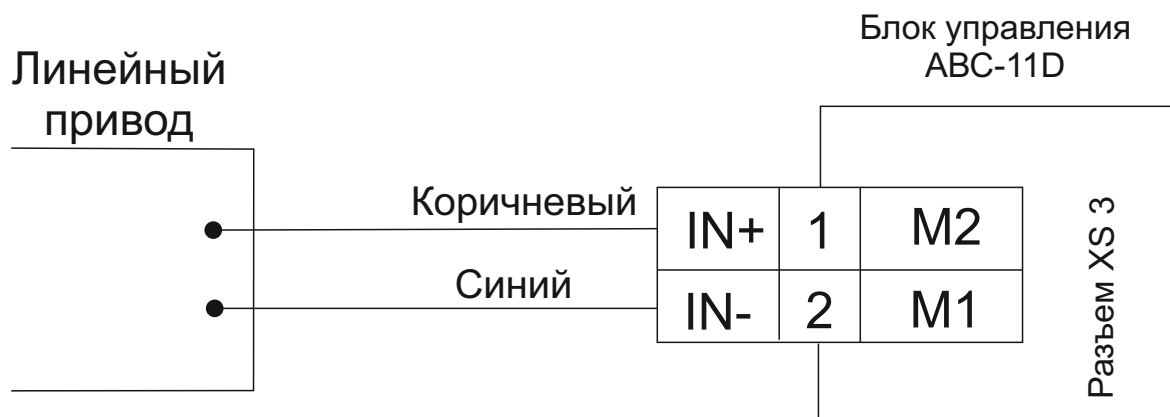 Блок управления
ABC-11D
Линейный
привод
Коричневый
IN+ 1 M2
Синий
IN- 2 M1
Разъем XS 3